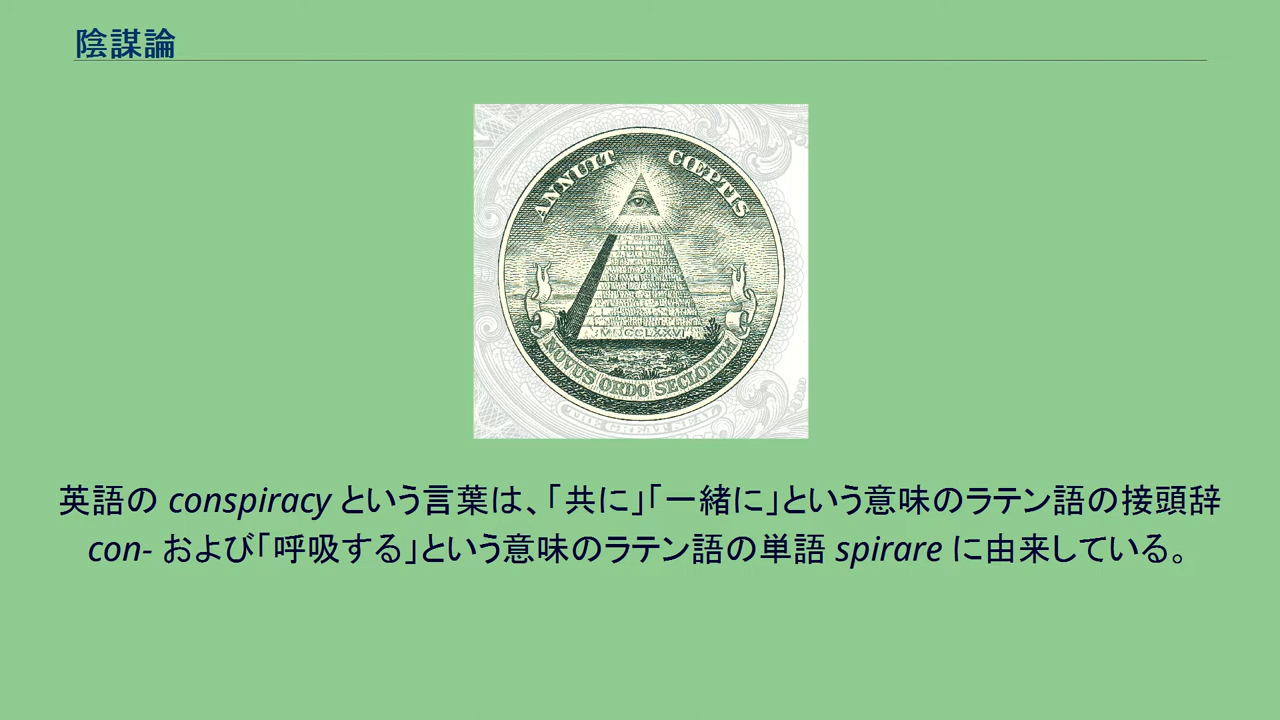 陰謀論
ANNUIT CŒPTIS
MDCCLXXVI
NOVUS ORDO SECLORUM
THE GREAT SEAL
英語の conspiracy という言葉は、「共に」「一緒に」という意味のラテン語の接頭辞
con- および「呼吸する」という意味のラテン語の単語 spirare に由来している。